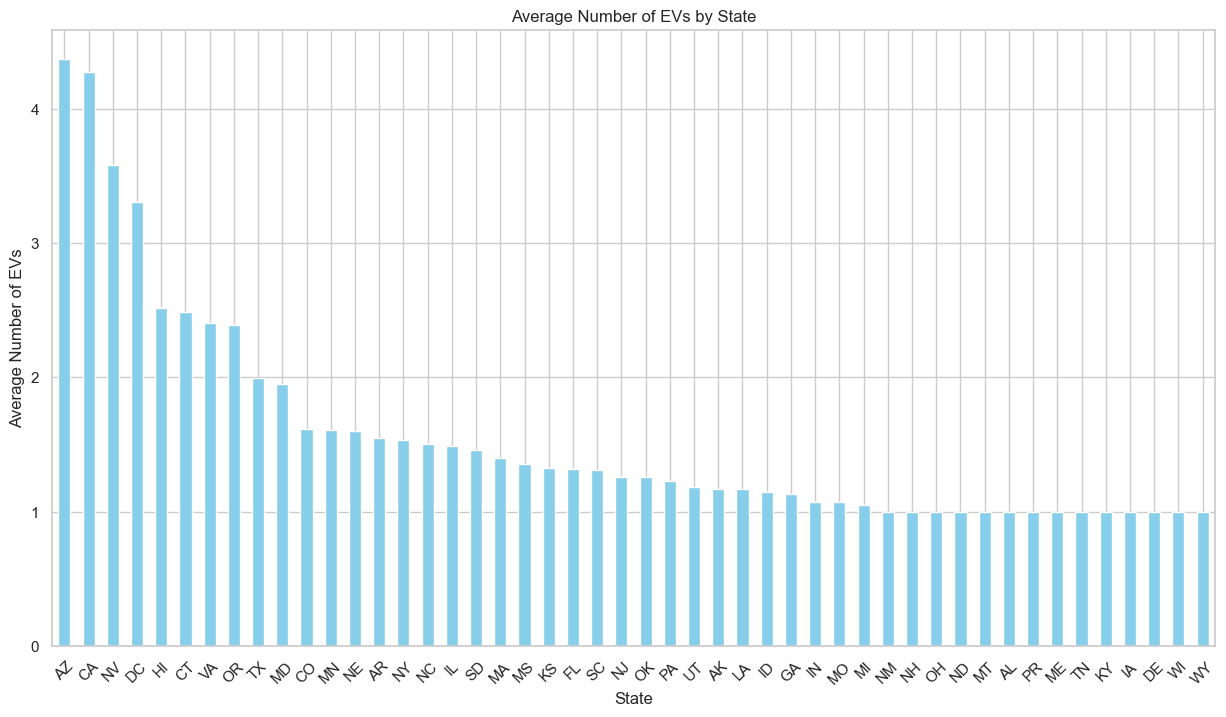 Average Number of EVs by State
Average Number of EVs
4
3
2
1
0
AZ CA NV DC HI CT VA OR TX MD CO MN NE AR NY NC IL SD MA MS KS FL SC NJ OK PA UT AK LA ID GA IN MO MI NM NH OH ND MT AL PR ME TN KY IA DE WI WY
State